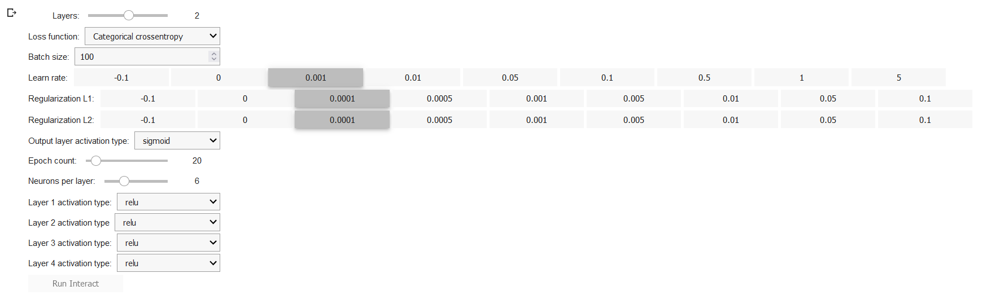 Layers: 2
Loss function: Categorical crossentropy
Batch size: 100
Learn rate: -0.1 0 0.001 0.01 0.05 0.1 0.5 1 5
Regularization L1: -0.1 0 0.0001 0.0005 0.001 0.005 0.01 0.05 0.1
Regularization L2: -0.1 0 0.0001 0.0005 0.001 0.005 0.01 0.05 0.1
Output layer activation type: sigmoid
Epoch count: 20
Neurons per layer: 6
Layer 1 activation type: relu
Layer 2 activation type relu
Layer 3 activation type: relu
Layer 4 activation type: relu
Run Interact